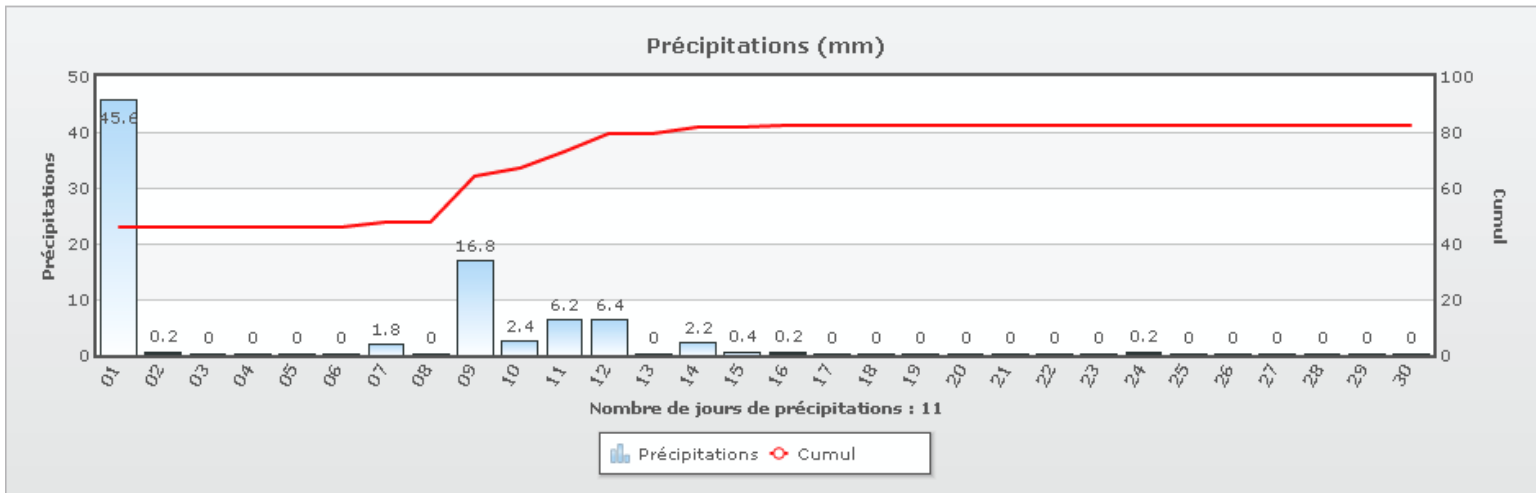 Précipitations (mm)
50 100
45.6
40 80
30 60
Précipitations
Cumul
20 40
16.8
10 20
0.2 0 0 0 0 1.8 0 2.4 6.2 6.4 0 2.2 0.4 0.2 0 0 0 0 0 0 0 0.2 0 0 0 0 0 0
0 0
01 02 03 04 05 06 07 08 09 10 11 12 13 14 15 16 17 18 19 20 21 22 23 24 25 26 27 28 29 30
Nombre de jours de précipitations : 11
Précipitations Cumul